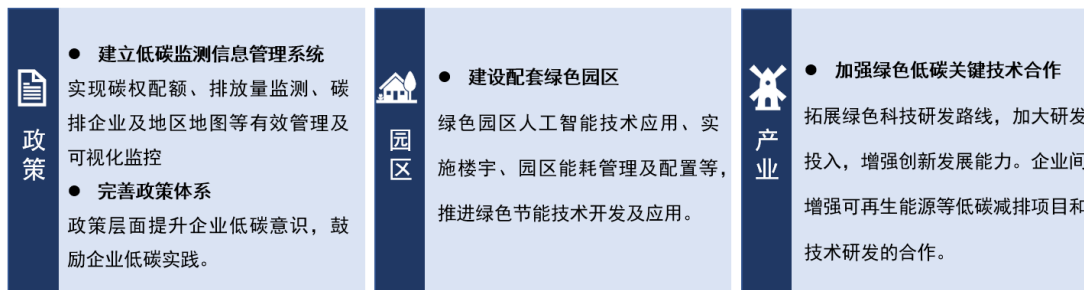 政策
● 建立低碳监测信息管理系统
实现碳权配额、排放量监测、碳
排企业及地区地图等有效管理及
可视化监控
● 完善政策体系
政策层面提升企业低碳意识，鼓
励企业低碳实践。
园区
● 建设配套绿色园区
绿色园区人工智能技术应用、实
施楼宇、园区能耗管理及配置等，
推进绿色节能技术开发及应用。
产业
● 加强绿色低碳关键技术合作
拓展绿色科技研发路线，加大研发
投入，增强创新发展能力。企业间
增强可再生能源等低碳减排项目和
技术研发的合作。